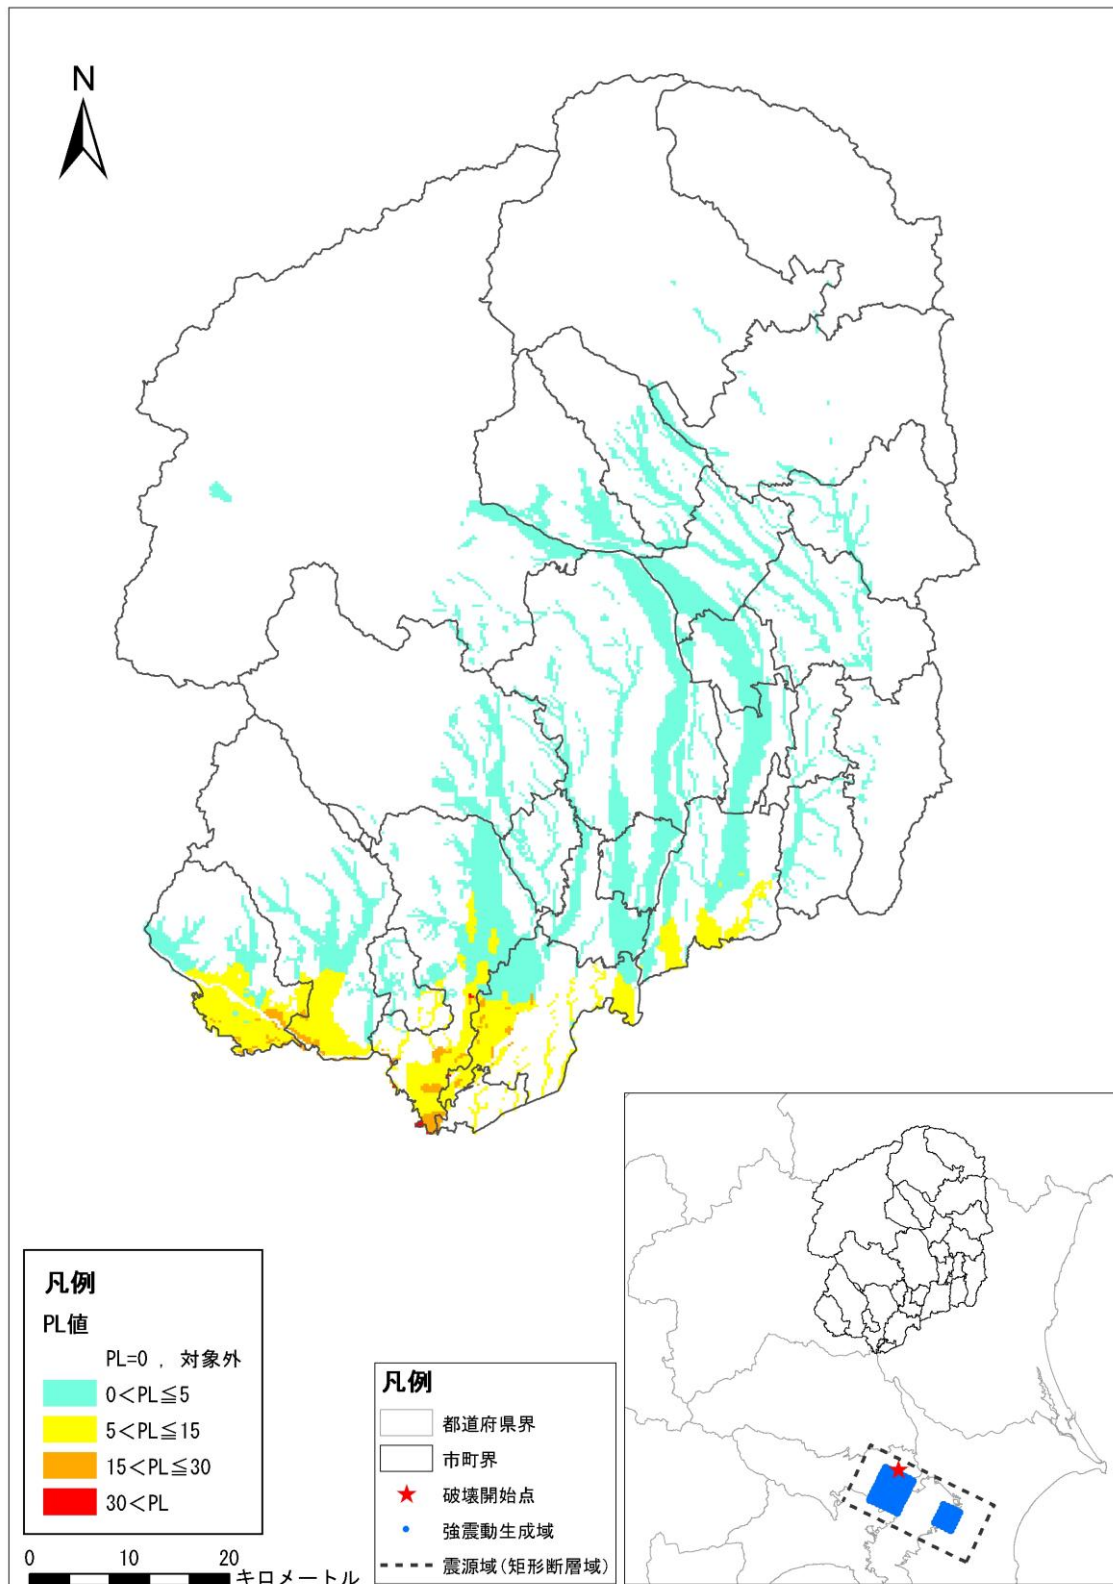 N
凡例
PL値
PL=0 , 対象外
0<PL≦5
5<PL≦15
15<PL≦30
30<PL
0 10 20
キロメートル
凡例
都道府県界
市町界
破壊開始点
強震動生成域
震源域(矩形断層域)